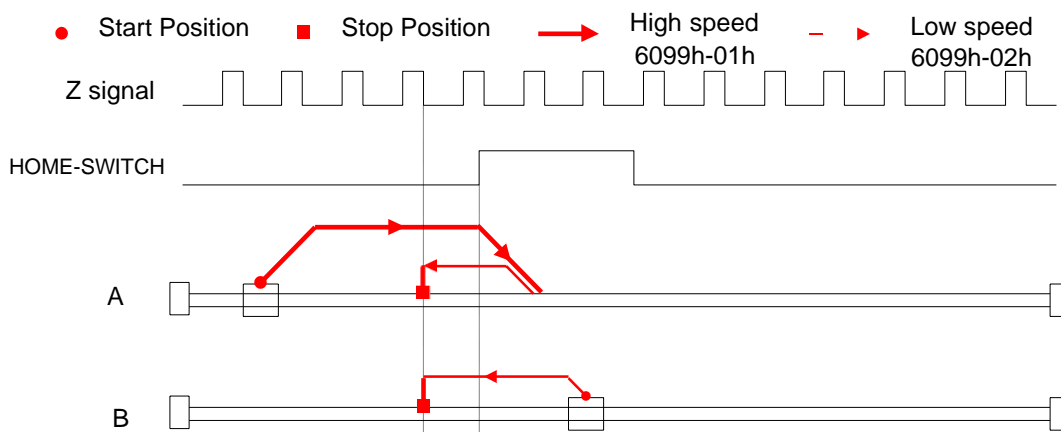 Start Position
Stop Position
High speed
6099h-01h
Low speed
6099h-02h
Z signal
HOME-SWITCH
A
B